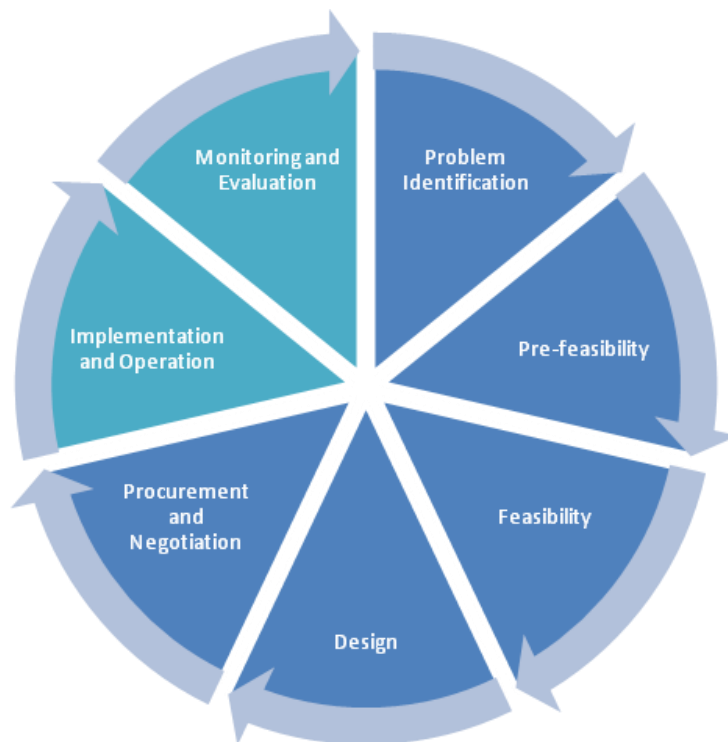 Problem
Identification
Pre-feasibility
Feasibility
Design
Procurement
and
Negotiation
Implementation
and Operation
Monitoring and
Evaluation